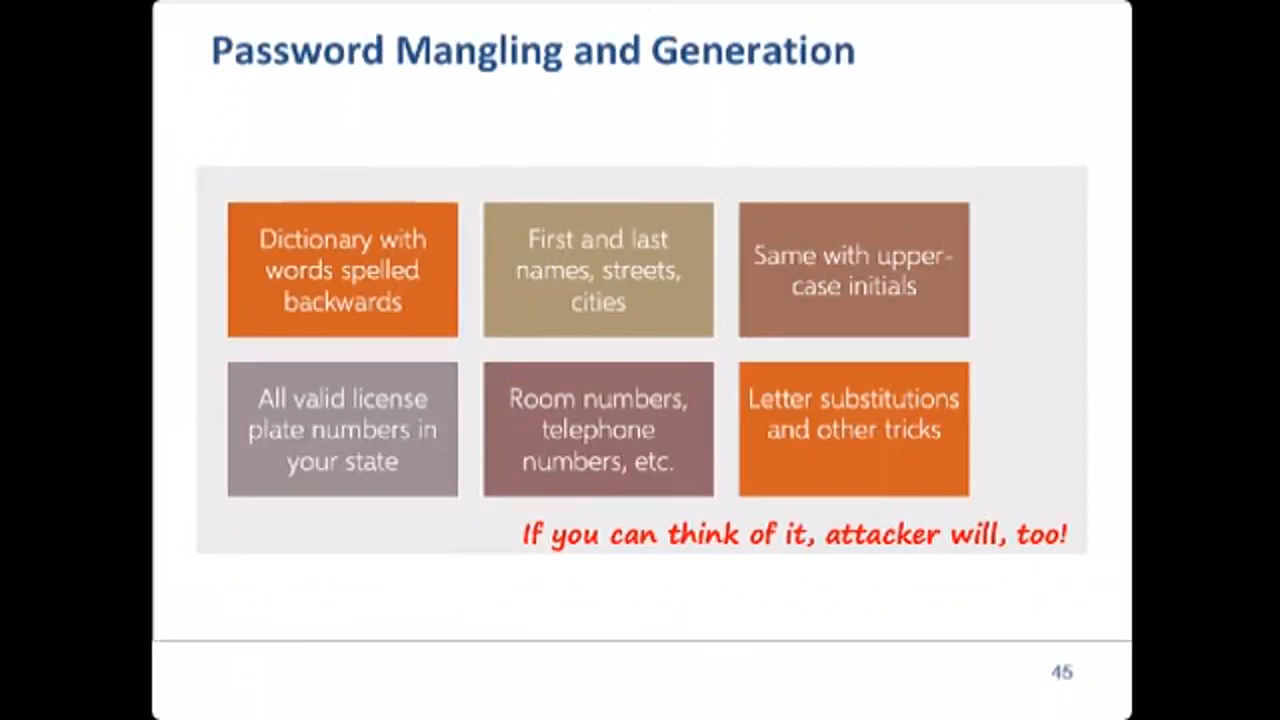 Password Mangling and Generation
Dictionary with
words spelled
backwards
First and last
names, streets,
cities
Same with upper-
case initials
All valid license
plate numbers in
your state
Room numbers,
telephone
numbers, etc.
Letter substitutions
and other tricks
If you can think of it, attacker will, too!
45